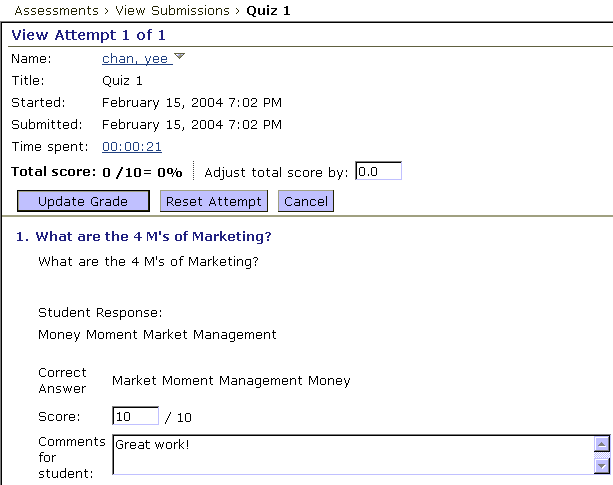 Assessments > View Submissions > Quiz 1
View Attempt 1 of 1
Name: chan, yee
Title: Quiz 1
Started: February 15, 2004 7:02 PM
Submitted: February 15, 2004 7:02 PM
Time spent: 00:00:21
Total score: 0 /10= 0% Adjust total score by: 0.0
Update Grade Reset Attempt Cancel
1. What are the 4 M's of Marketing?
What are the 4 M's of Marketing?
Student Response:
Money Moment Market Management
Correct Answer Market Moment Management Money
Score: 10 / 10
Comments for student: Great work!